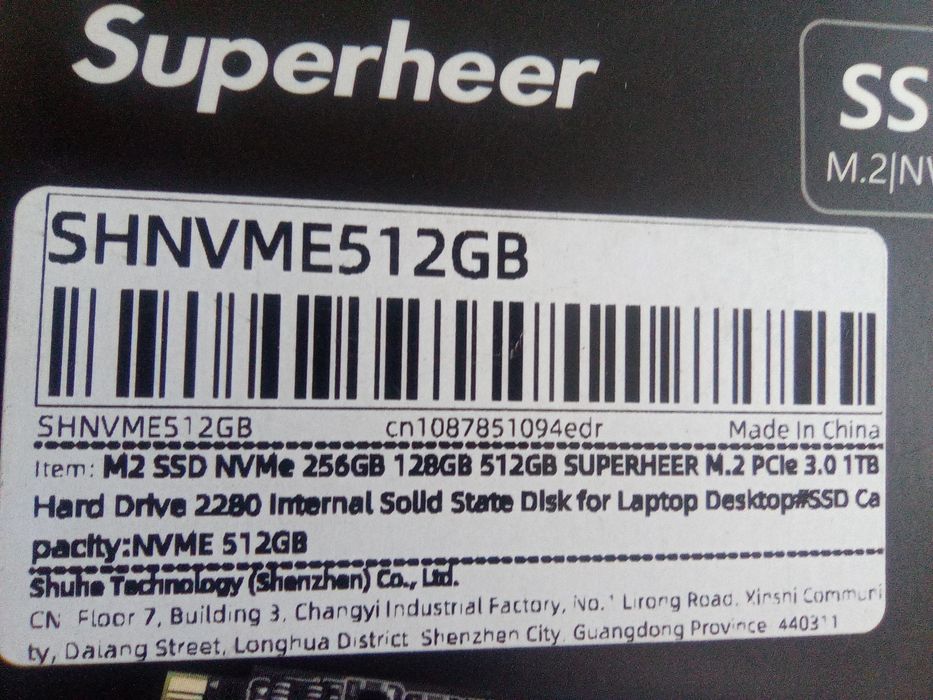 Superheer
SS
M.2|NV
SHNVME512GB
SHNVME512GB cn1087851094edr Made In China
Item: M2 SSD NVMe 256GB 128GB 512GB SUPERHEER M.2 PCIe 3.0 1TB
Hard Drive 2280 Internal Solid State Disk for Laptop Desktop#SSD Ca
pacity:NVME 512GB
Shuhe Technology (Shenzhen) Co., Ltd.
CN Floor 7, Building 3, Changyi Industrial Factory, No.1 Lirong Road, Xinshi Communi
ty, Dalang Street, Longhua District Shenzhen City, Guangdong Province 440311